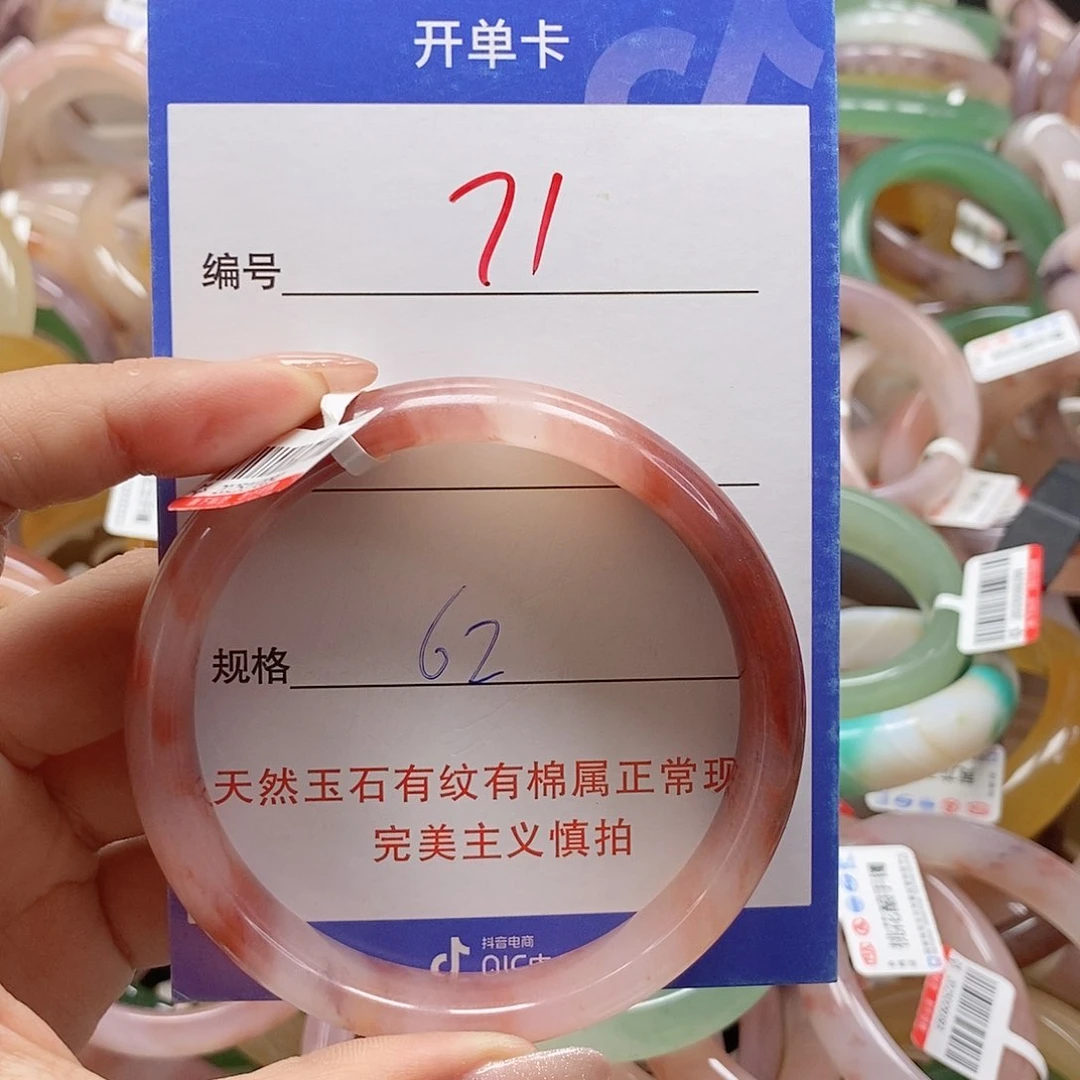 开单卡
编号 71
规格 62
天然玉石有纹有棉属正常现
完美主义慎拍
抖音电商
QIC